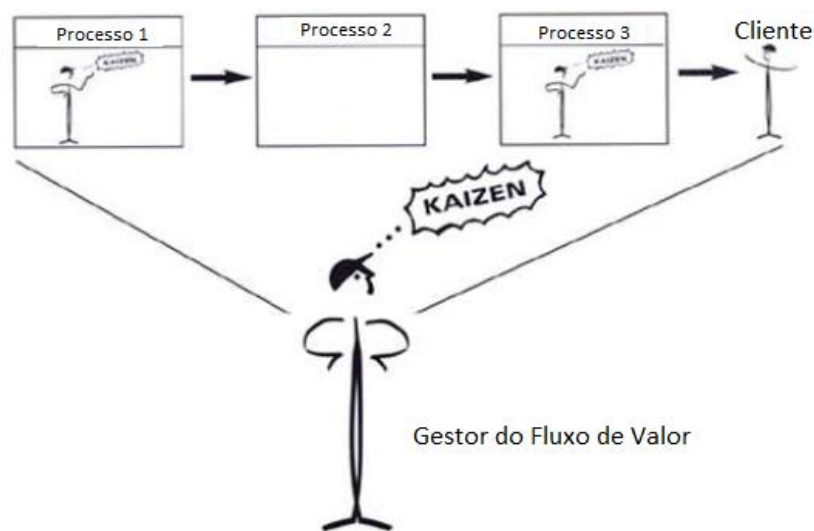 Processo 1
Processo 2
Processo 3
Cliente
KAIZEN
KAIZEN
KAIZEN
Gestor do Fluxo de Valor